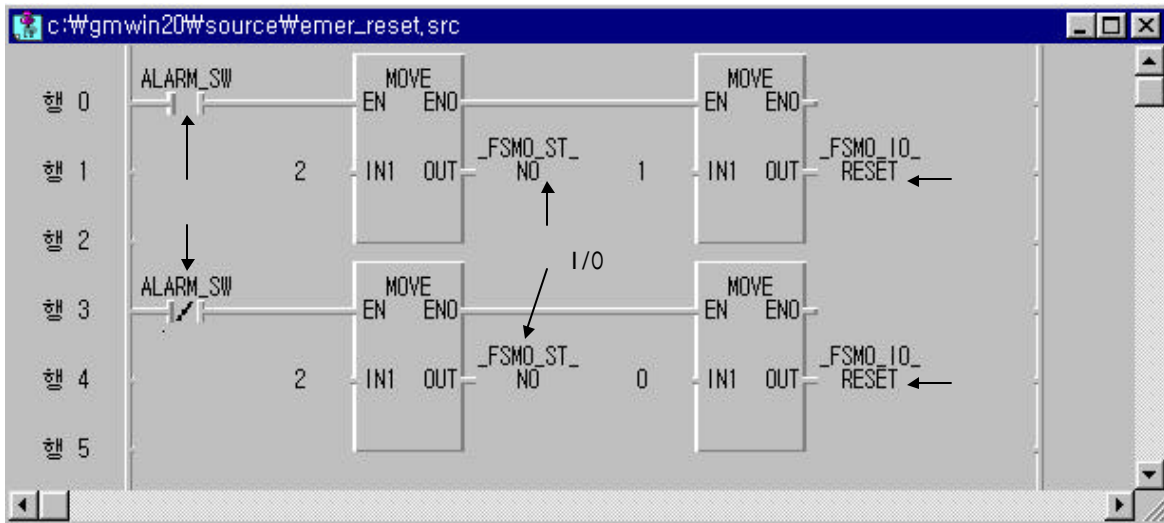 c:₩gmwin20₩source₩emer_reset.src
ALARM_SW MOVE MOVE
행 0 EN ENO EN ENO
_FSM0_ST_ _FSM0_IO_
행 1 2 IN1 OUT NO 1 IN1 OUT RESET
행 2
I/O
ALARM_SW MOVE MOVE
행 3 EN ENO EN ENO
_FSM0_ST_ _FSM0_IO_
행 4 2 IN1 OUT NO 0 IN1 OUT RESET
행 5